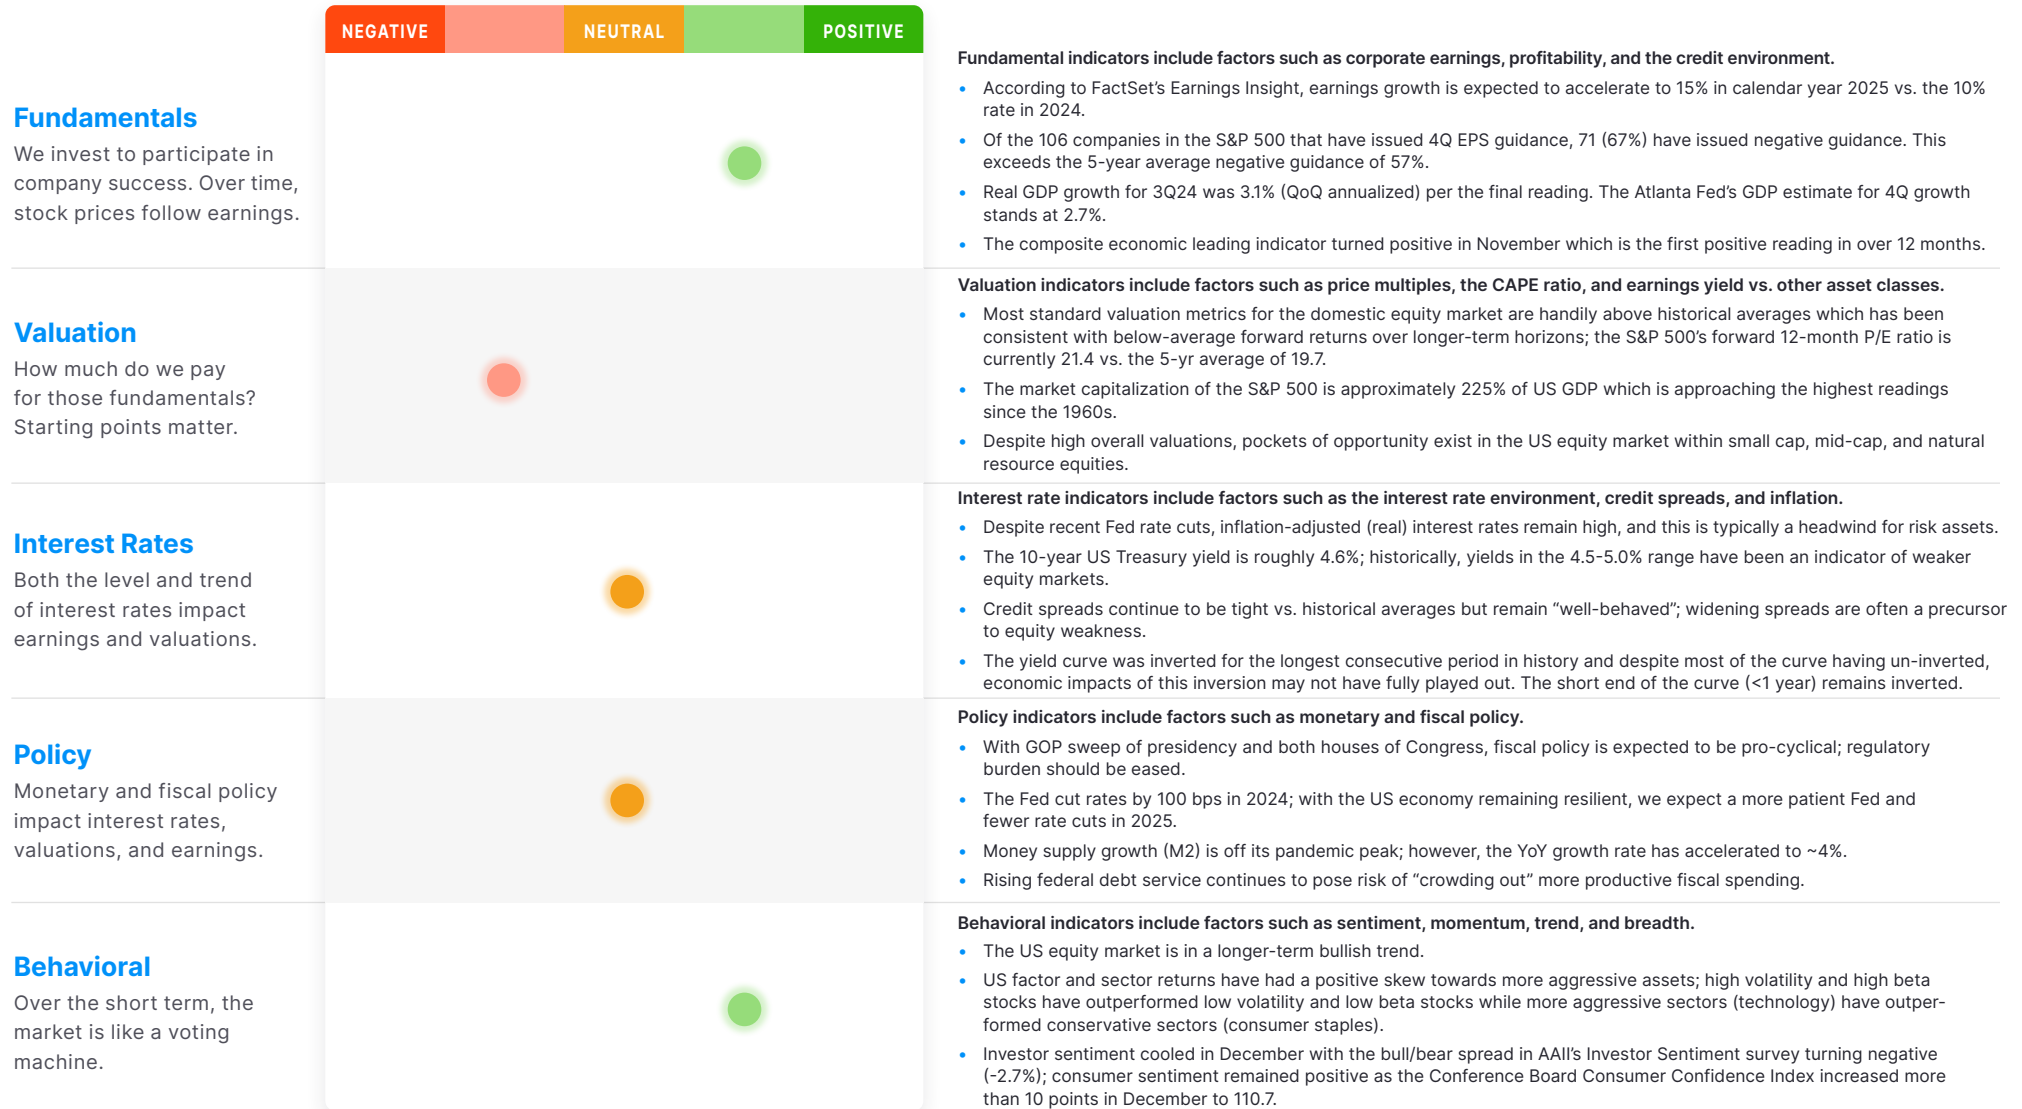 NEGATIVE
NEUTRAL
POSITIVE
Fundamentals
We invest to participate in
company success. Over time,
stock prices follow earnings.
Fundamental indicators include factors such as corporate earnings, profitability, and the credit environment.
• According to FactSet’s Earnings Insight, earnings growth is expected to accelerate to 15% in calendar year 2025 vs. the 10%
rate in 2024.
• Of the 106 companies in the S&P 500 that have issued 4Q EPS guidance, 71 (67%) have issued negative guidance. This
exceeds the 5-year average negative guidance of 57%.
• Real GDP growth for 3Q24 was 3.1% (QoQ annualized) per the final reading. The Atlanta Fed’s GDP estimate for 4Q growth
stands at 2.7%.
• The composite economic leading indicator turned positive in November which is the first positive reading in over 12 months.
Valuation
How much do we pay
for those fundamentals?
Starting points matter.
Valuation indicators include factors such as price multiples, the CAPE ratio, and earnings yield vs. other asset classes.
• Most standard valuation metrics for the domestic equity market are handily above historical averages which has been
consistent with below-average forward returns over longer-term horizons; the S&P 500’s forward 12-month P/E ratio is
currently 21.4 vs. the 5-yr average of 19.7.
• The market capitalization of the S&P 500 is approximately 225% of US GDP which is approaching the highest readings
since the 1960s.
• Despite high overall valuations, pockets of opportunity exist in the US equity market within small cap, mid-cap, and natural
resource equities.
Interest Rates
Both the level and trend
of interest rates impact
earnings and valuations.
Interest rate indicators include factors such as the interest rate environment, credit spreads, and inflation.
• Despite recent Fed rate cuts, inflation-adjusted (real) interest rates remain high, and this is typically a headwind for risk assets.
• The 10-year US Treasury yield is roughly 4.6%; historically, yields in the 4.5-5.0% range have been an indicator of weaker
equity markets.
• Credit spreads continue to be tight vs. historical averages but remain “well-behaved”; widening spreads are often a precursor
to equity weakness.
• The yield curve was inverted for the longest consecutive period in history and despite most of the curve having un-inverted,
economic impacts of this inversion may not have fully played out. The short end of the curve (<1 year) remains inverted.
Policy
Monetary and fiscal policy
impact interest rates,
valuations, and earnings.
Policy indicators include factors such as monetary and fiscal policy.
• With GOP sweep of presidency and both houses of Congress, fiscal policy is expected to be pro-cyclical; regulatory
burden should be eased.
• The Fed cut rates by 100 bps in 2024; with the US economy remaining resilient, we expect a more patient Fed and
fewer rate cuts in 2025.
• Money supply growth (M2) is off its pandemic peak; however, the YoY growth rate has accelerated to ~4%.
• Rising federal debt service continues to pose risk of “crowding out” more productive fiscal spending.
Behavioral
Over the short term, the
market is like a voting
machine.
Behavioral indicators include factors such as sentiment, momentum, trend, and breadth.
• The US equity market is in a longer-term bullish trend.
• US factor and sector returns have had a positive skew towards more aggressive assets; high volatility and high beta
stocks have outperformed low volatility and low beta stocks while more aggressive sectors (technology) have outper-
formed conservative sectors (consumer staples).
• Investor sentiment cooled in December with the bull/bear spread in AAII’s Investor Sentiment survey turning negative
(-2.7%); consumer sentiment remained positive as the Conference Board Consumer Confidence Index increased more
than 10 points in December to 110.7.